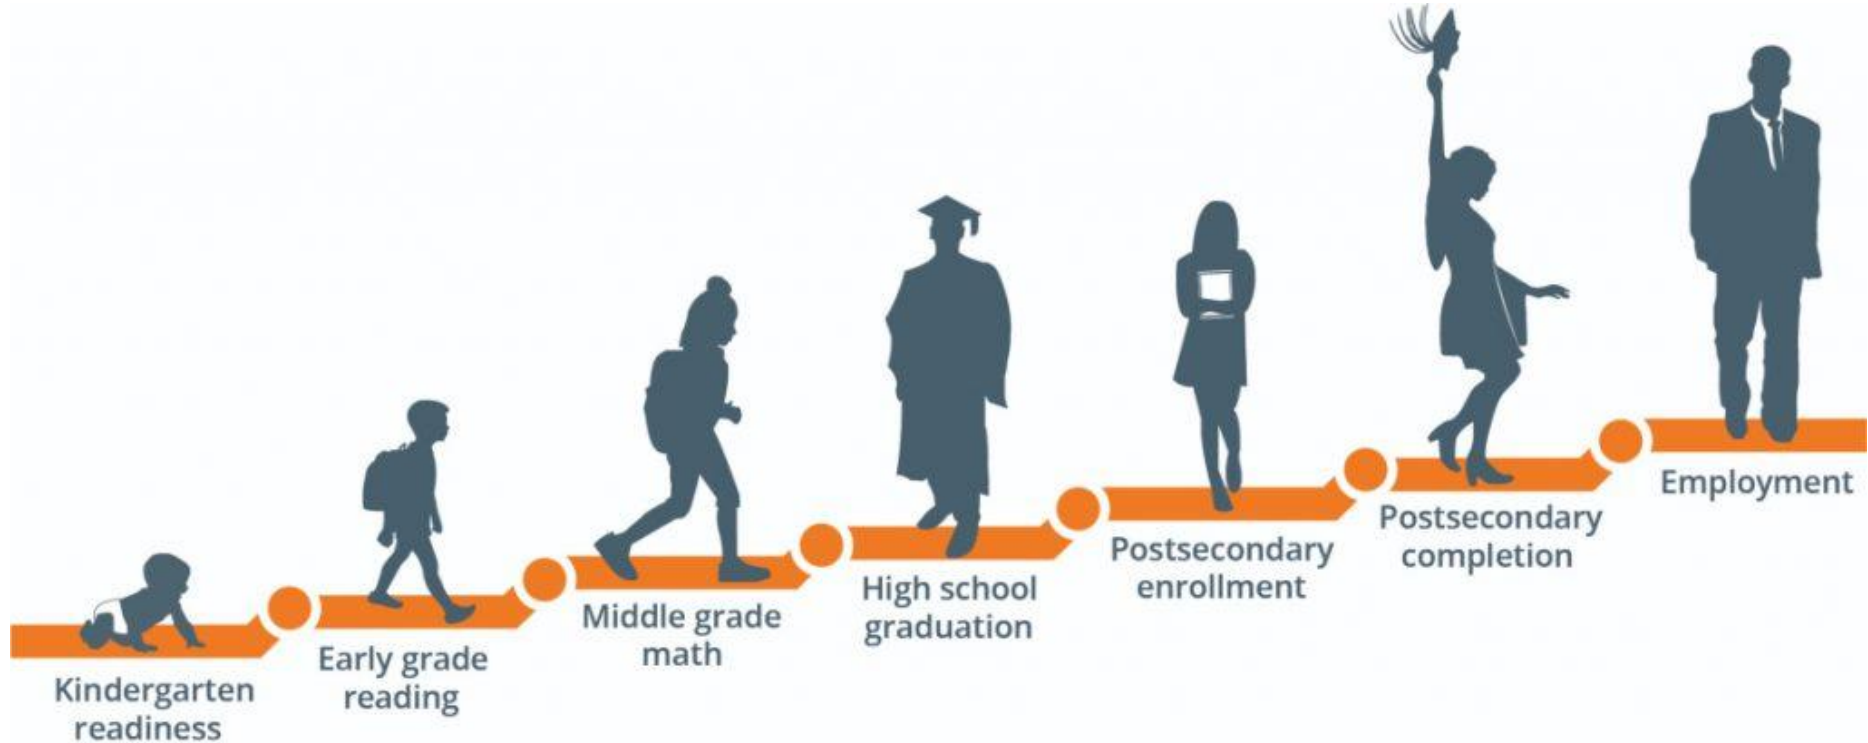 Kindergarten
readiness
Early grade
reading
Middle grade
math
High school
graduation
Postsecondary
enrollment
Postsecondary
completion
Employment